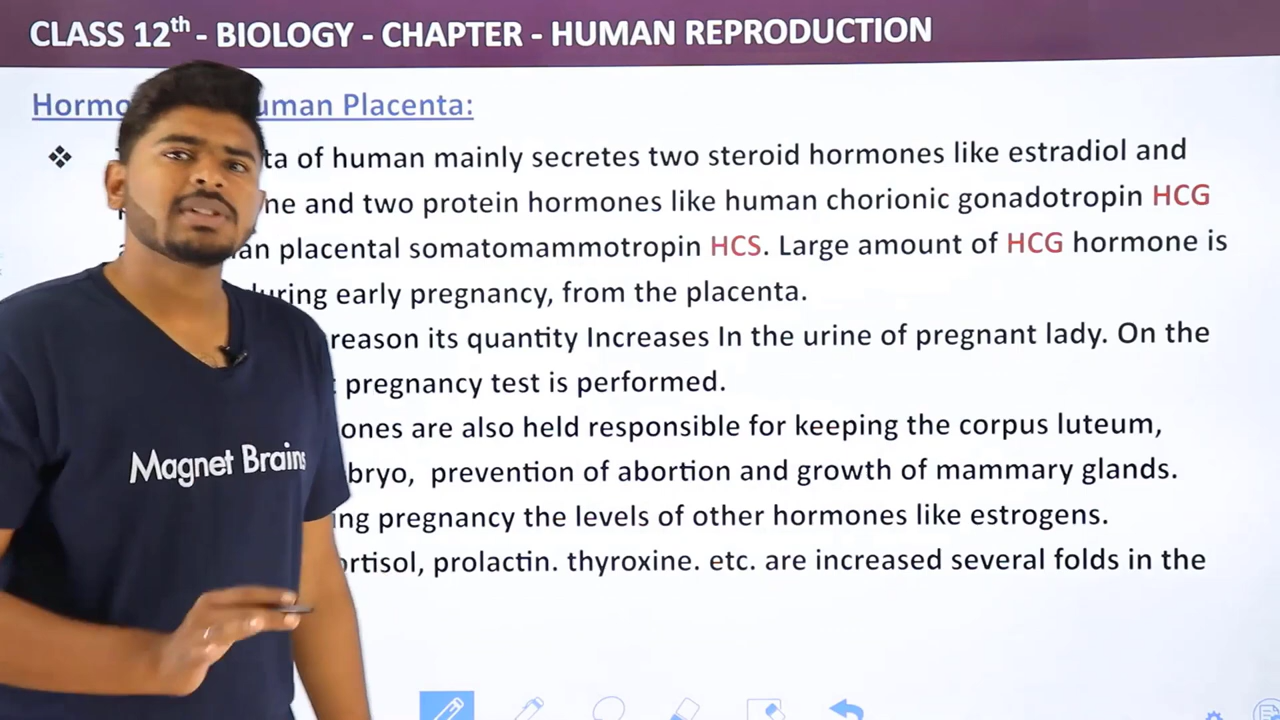 CLASS 12th - BIOLOGY - CHAPTER - HUMAN REPRODUCTION
Hormo uman Placenta:
ta of human mainly secretes two steroid hormones like estradiol and
ne and two protein hormones like human chorionic gonadotropin HCG
an placental somatomammotropin HCS. Large amount of HCG hormone is
uring early pregnancy, from the placenta.
reason its quantity Increases In the urine of pregnant lady. On the
pregnancy test is performed.
ones are also held responsible for keeping the corpus luteum,
bryo, prevention of abortion and growth of mammary glands.
ing pregnancy the levels of other hormones like estrogens.
ortisol, prolactin. thyroxine. etc. are increased several folds in the
Magnet Brains